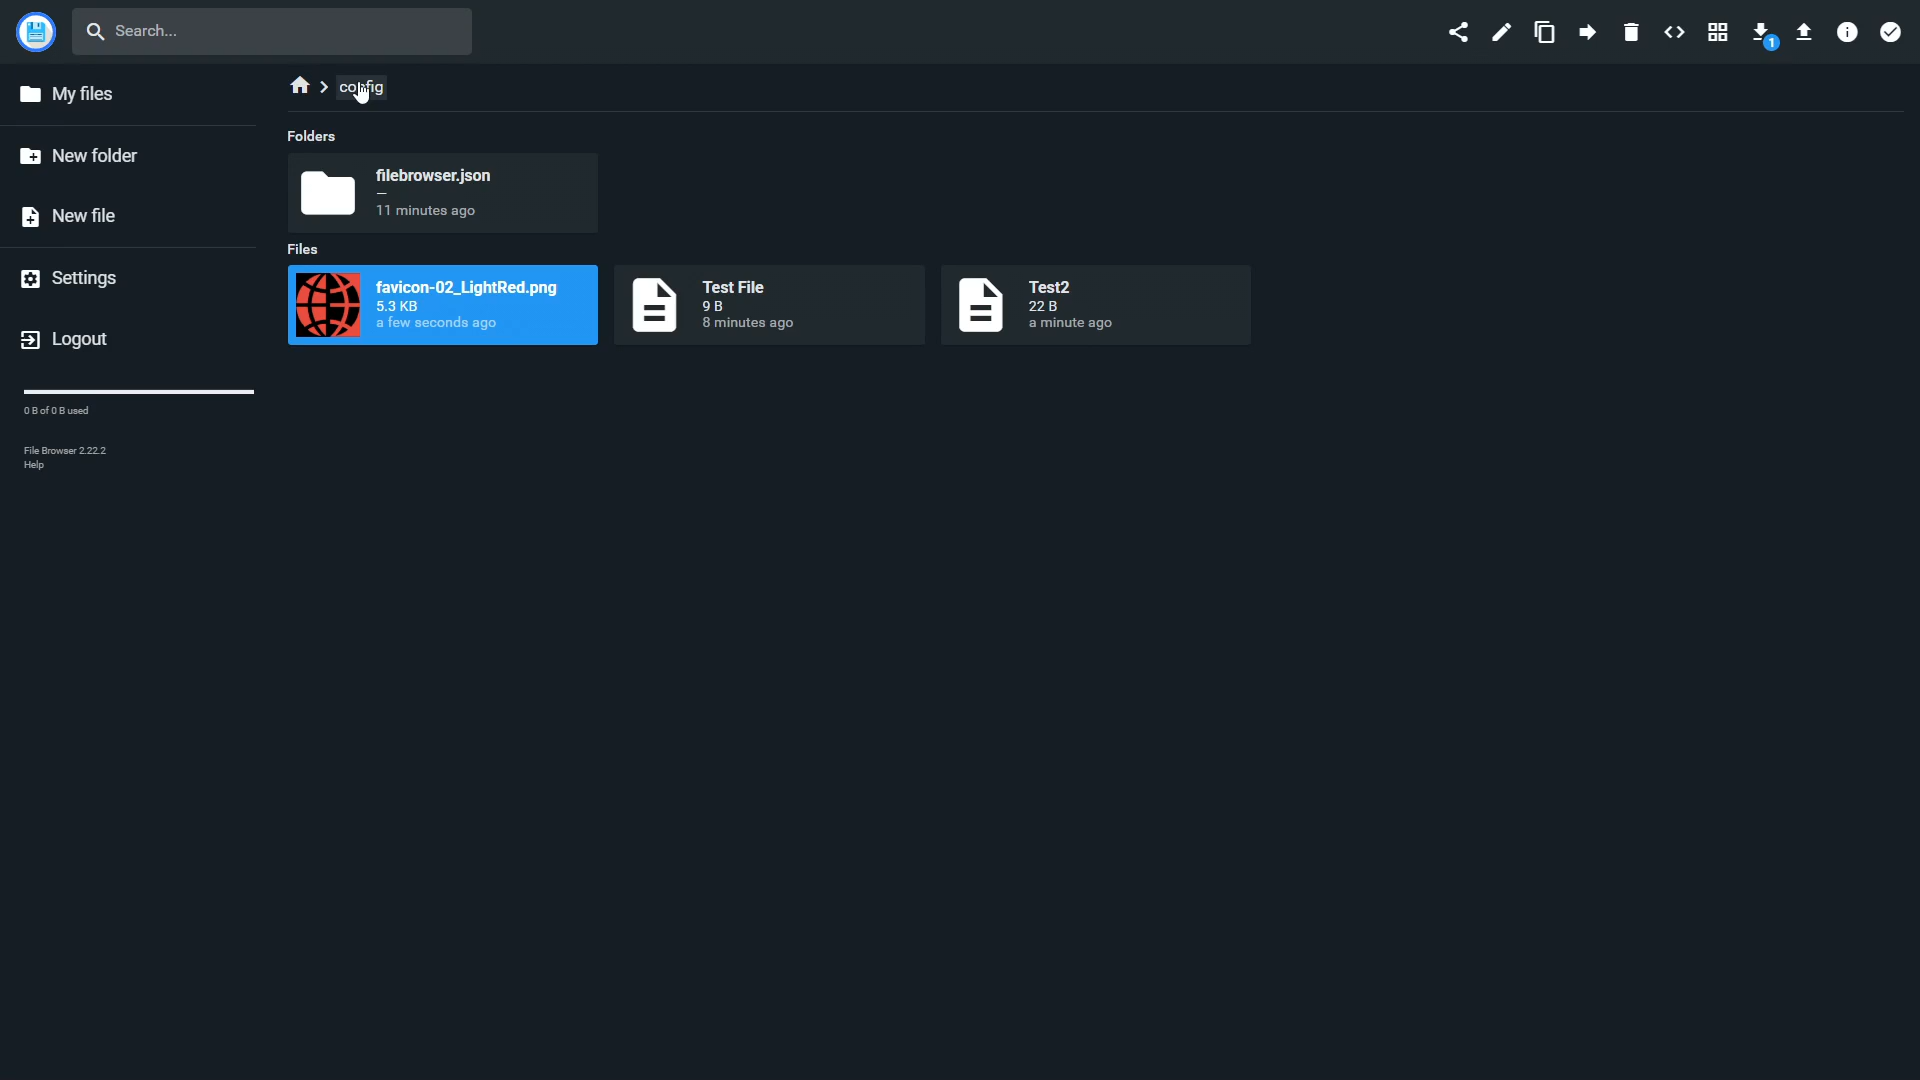 Search...
1
My files
config
New folder
Folders
filebrowser.json
—
11 minutes ago
New file
Files
Settings
favicon-02_LightRed.png
5.3 KB
a few seconds ago
Test File
9 B
8 minutes ago
Test2
22 B
a minute ago
Logout
0 B of 0 B used
File Browser 2.22.2
Help